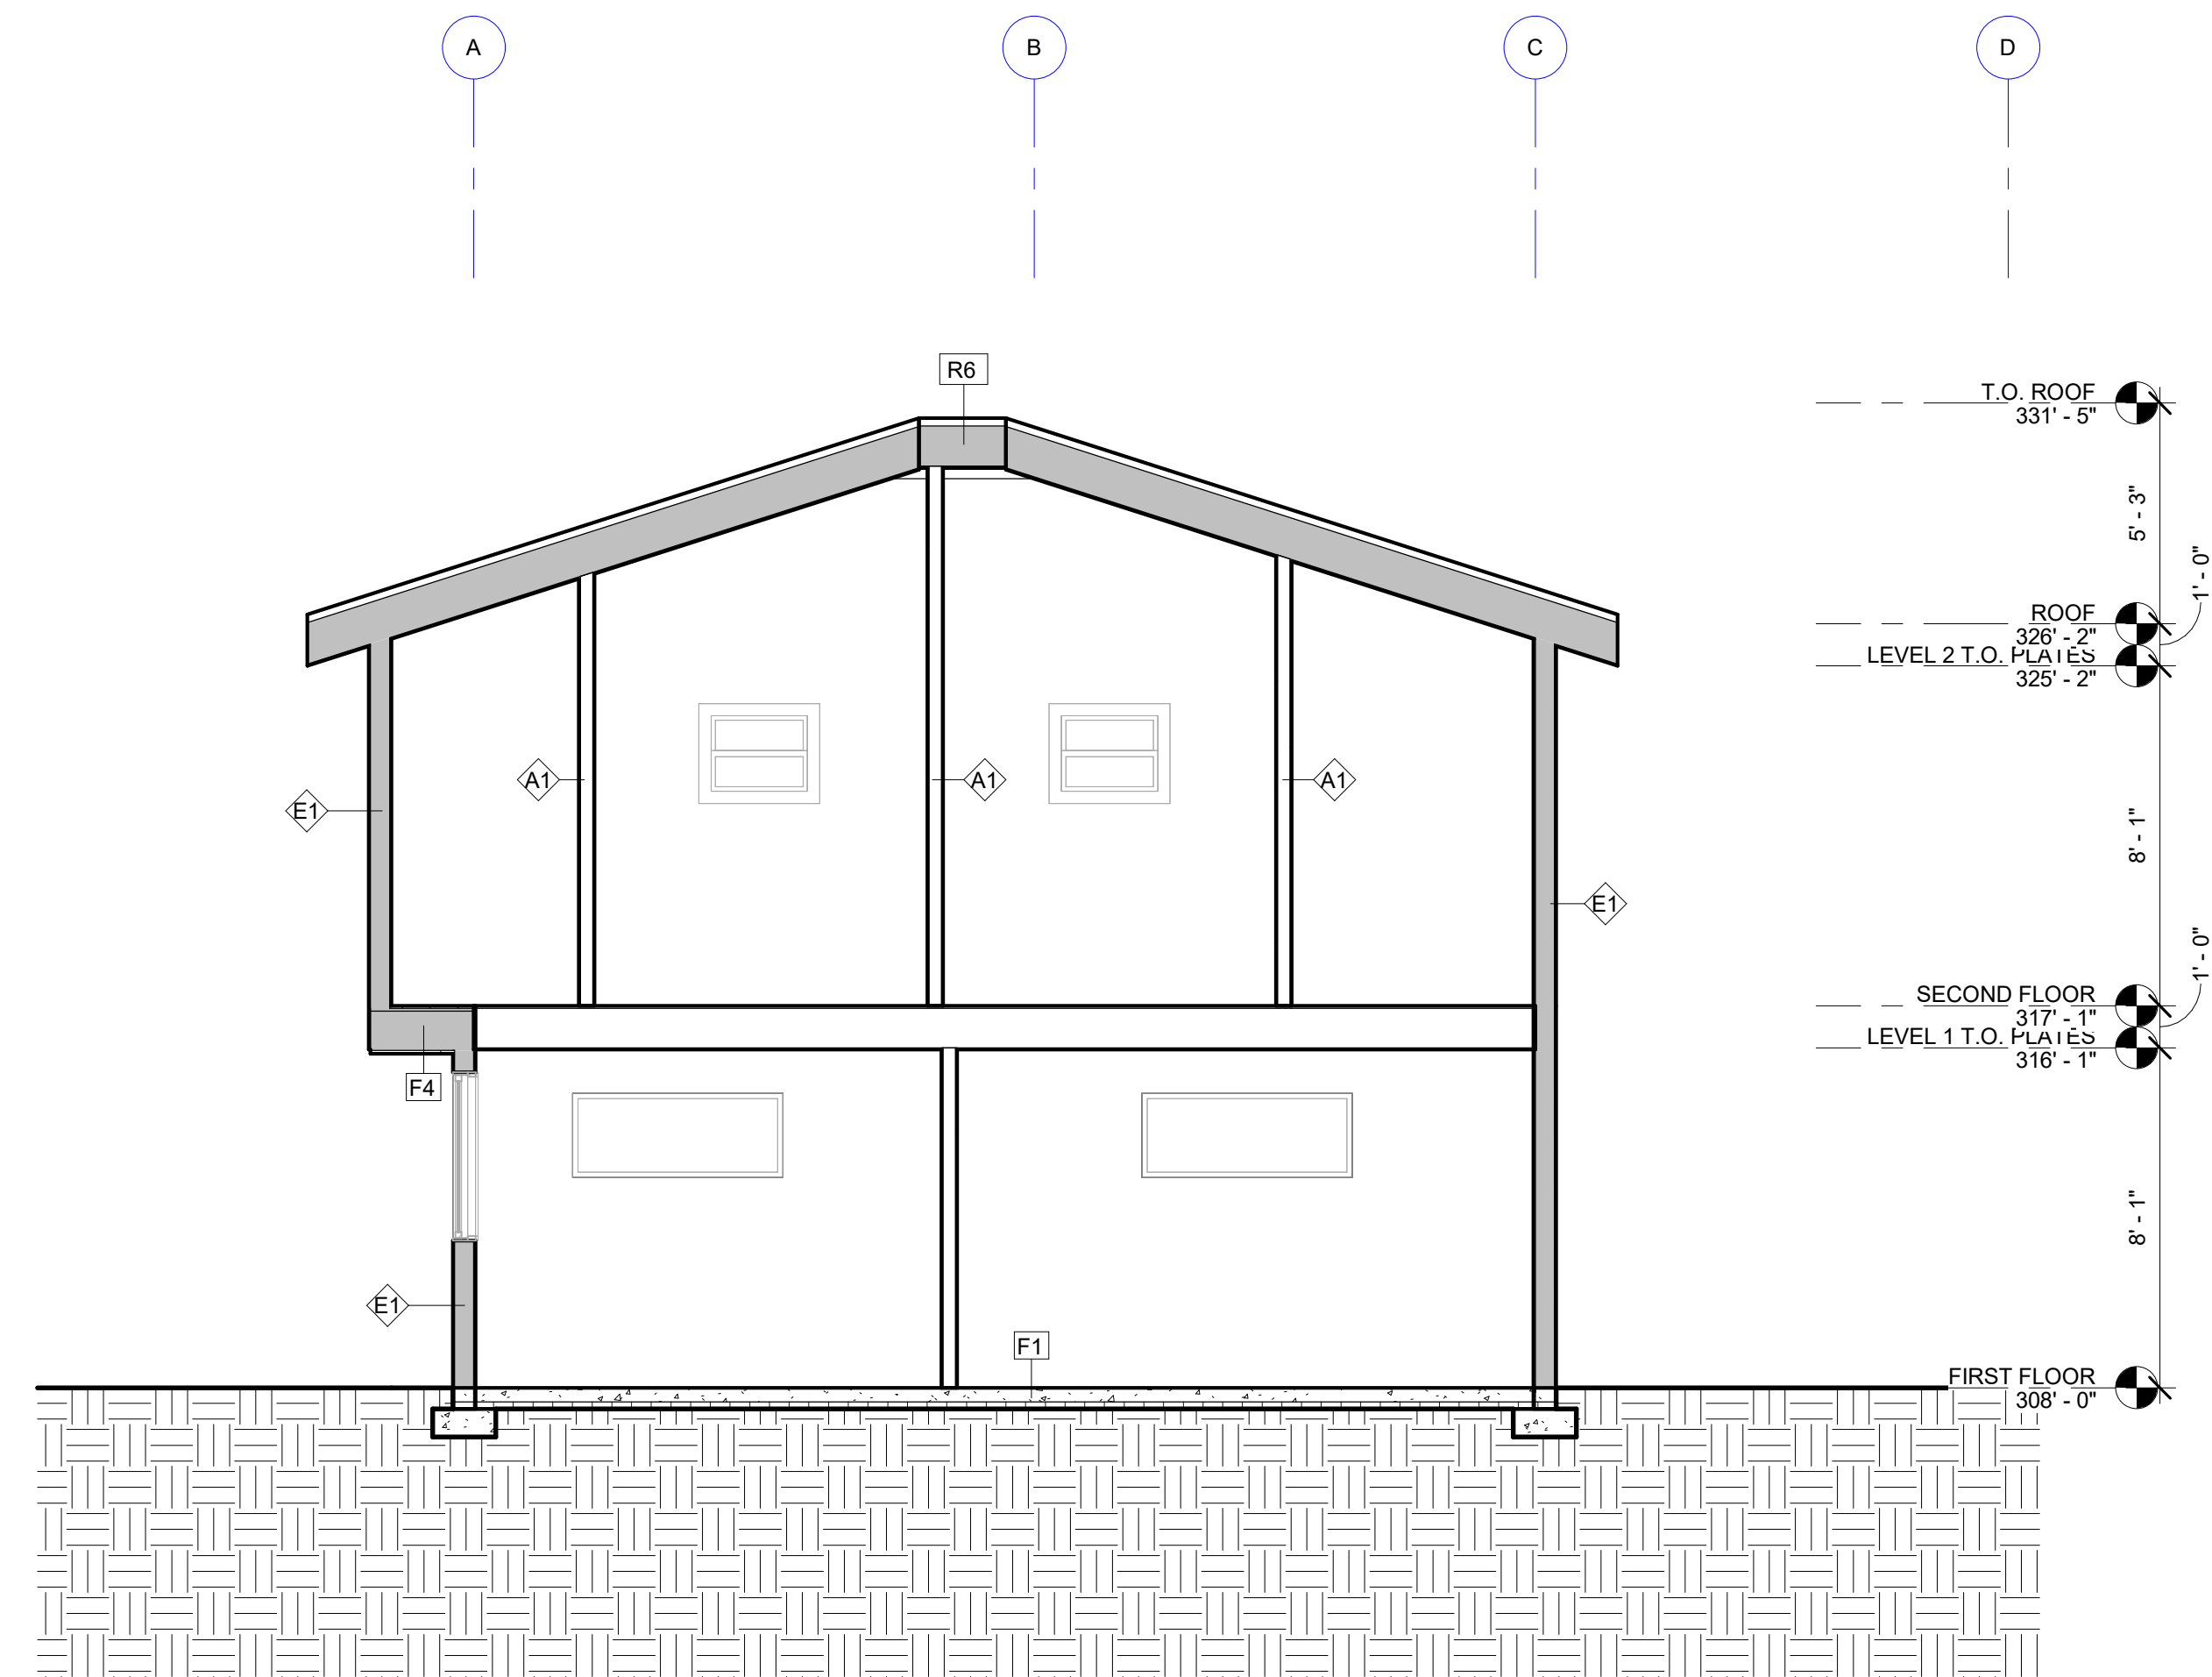 A
B
C
D
R6
T.O. ROOF
331' - 5"
5' - 3"
1' - 0"
ROOF
326' - 2"
LEVEL 2 T.O. PLATES
325' - 2"
A1
A1
A1
E1
8' - 1"
E1
1' - 0"
SECOND FLOOR
317' - 1"
LEVEL 1 T.O. PLATES
316' - 1"
F4
8' - 1"
E1
F1
FIRST FLOOR
308' - 0"